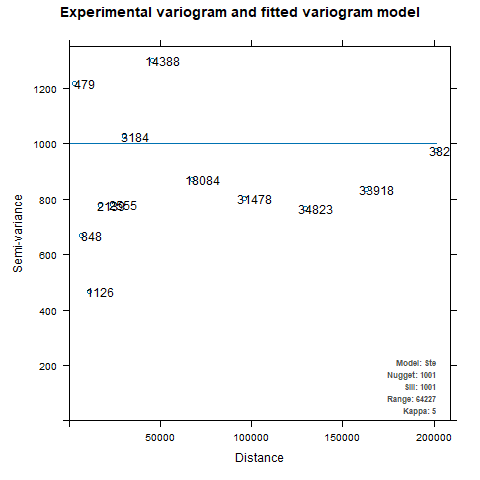 Experimental variogram and fitted variogram model
Semi-variance
1200
1000
800
600
400
200
479
14388
3184
382
18084
33918
31478
34823
2139
2555
848
1126
Model: Ste
Nugget: 1001
Sill: 1001
Range: 64227
Kappa: 5
50000 100000 150000 200000
Distance